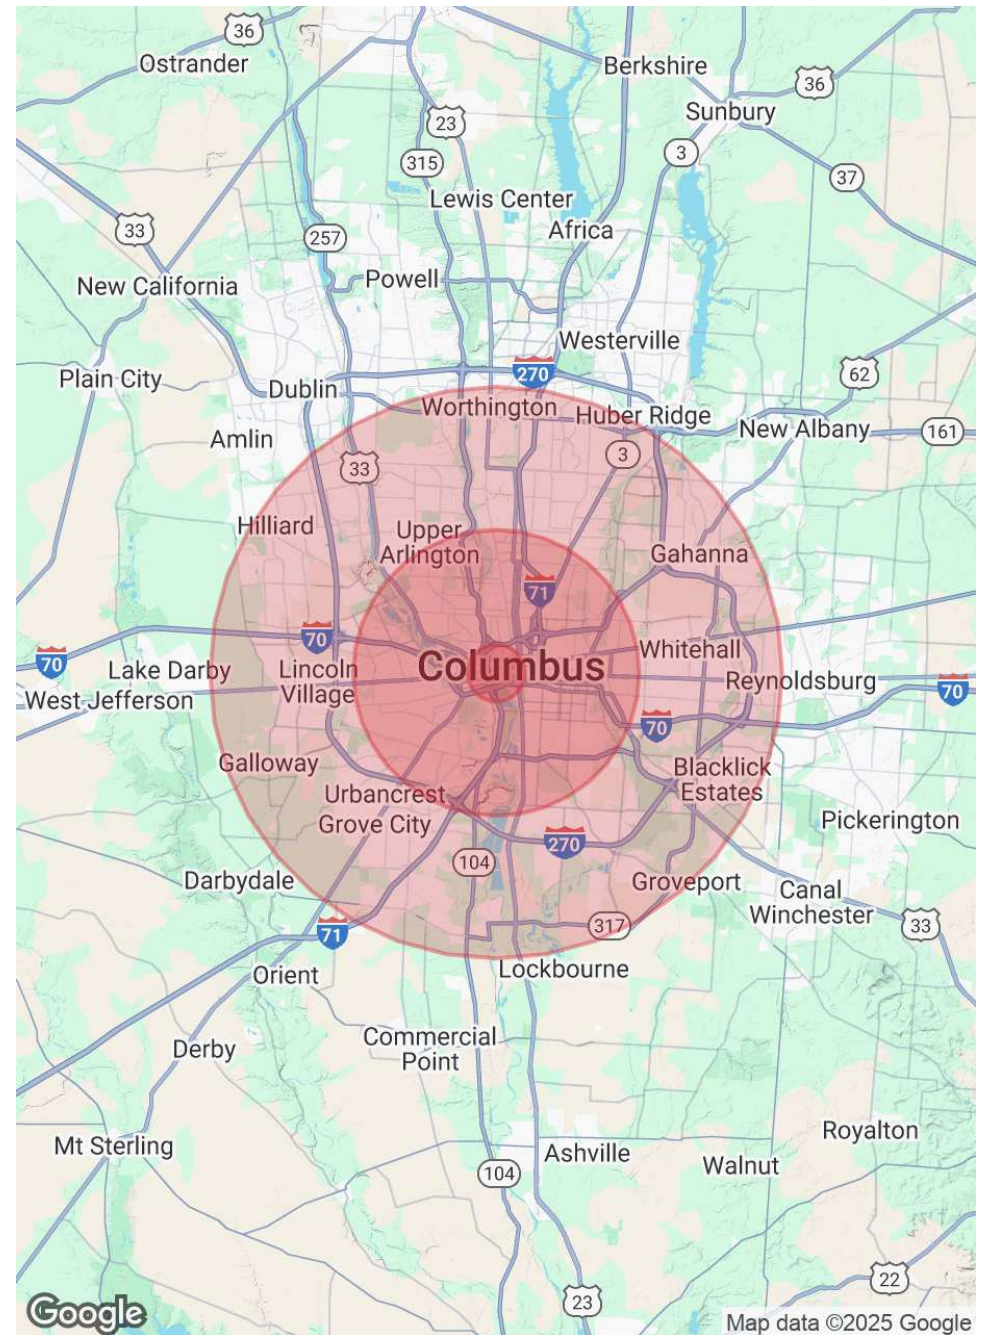 36
Ostrander
Berkshire
36
Sunbury
23
3
315
37
Lewis Center
33
257
Africa
Powell
New California
Westerville
270
62
Plain City
Dublin
Worthington
Huber Ridge
New Albany
161
Amlin
3
33
Hilliard
Upper
Arlington
Gahanna
71
70
Whitehall
70
Lake Darby
Lincoln
Village
Columbus
Reynoldsburg
70
West Jefferson
70
Galloway
Blacklick
Estates
Urbancrest
Grove City
Pickerington
270
104
Darbydale
Groveport
Canal
Winchester
317
33
71
Orient
Lockbourne
Commercial
Point
Derby
Mt Sterling
Royalton
Ashville
Walnut
104
22
23
Google
Map data ©2025 Google